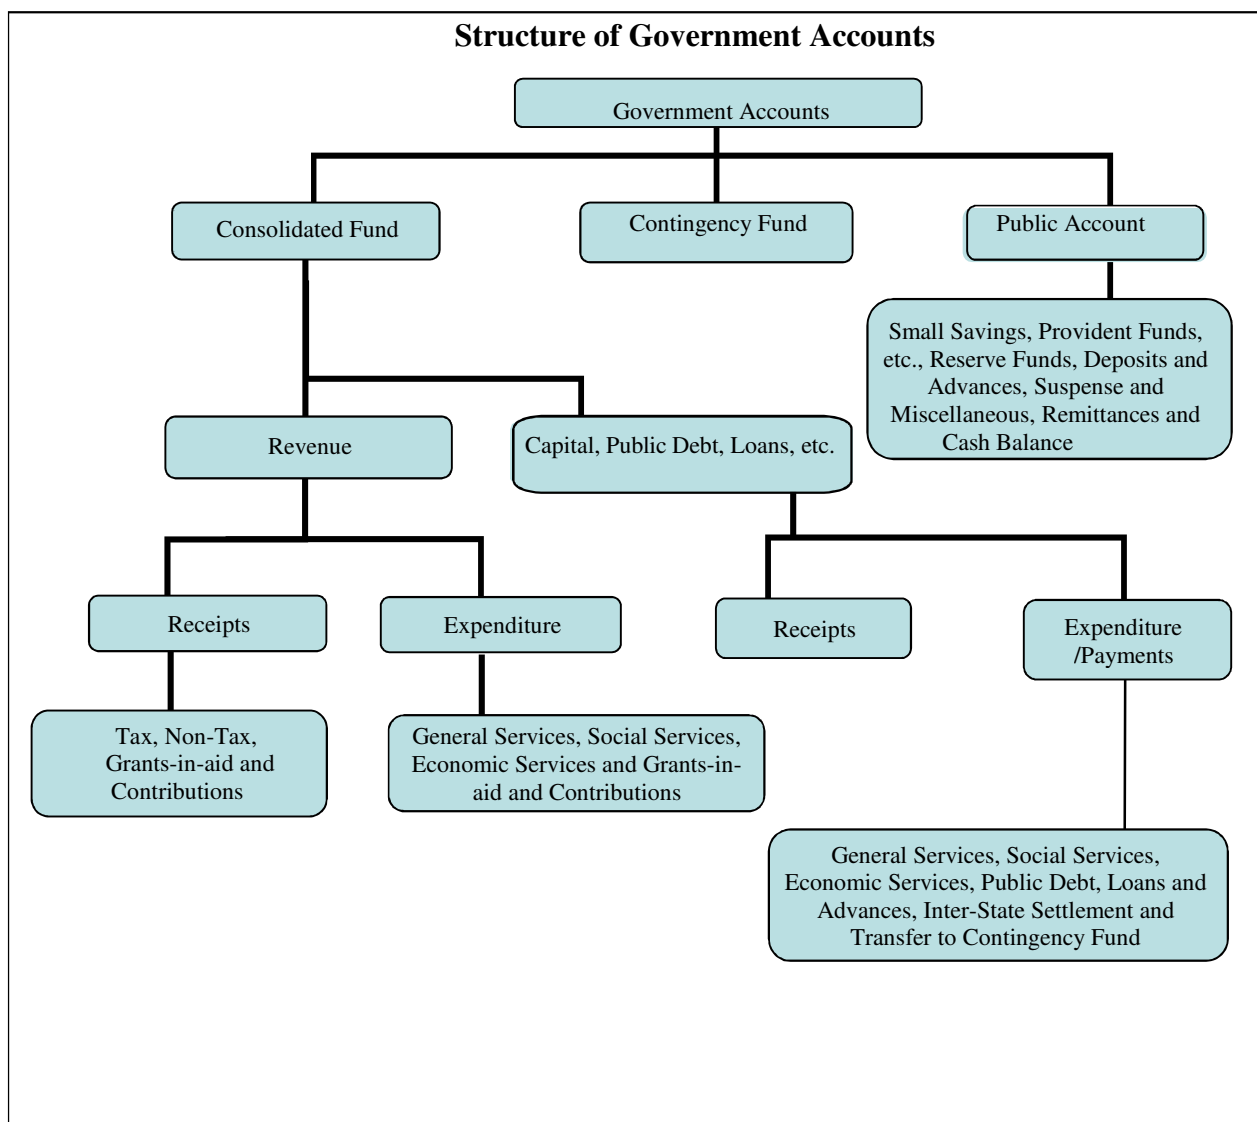 Structure of Government Accounts
Government Accounts
Consolidated Fund
Contingency Fund
Public Account
Small Savings, Provident Funds,
etc., Reserve Funds, Deposits and
Advances, Suspense and
Miscellaneous, Remittances and
Cash Balance
Revenue
Capital, Public Debt, Loans, etc.
Receipts
Expenditure
Receipts
Expenditure
/Payments
Tax, Non-Tax,
Grants-in-aid and
Contributions
General Services, Social Services,
Economic Services and Grants-in-
aid and Contributions
General Services, Social Services,
Economic Services, Public Debt, Loans and
Advances, Inter-State Settlement and
Transfer to Contingency Fund